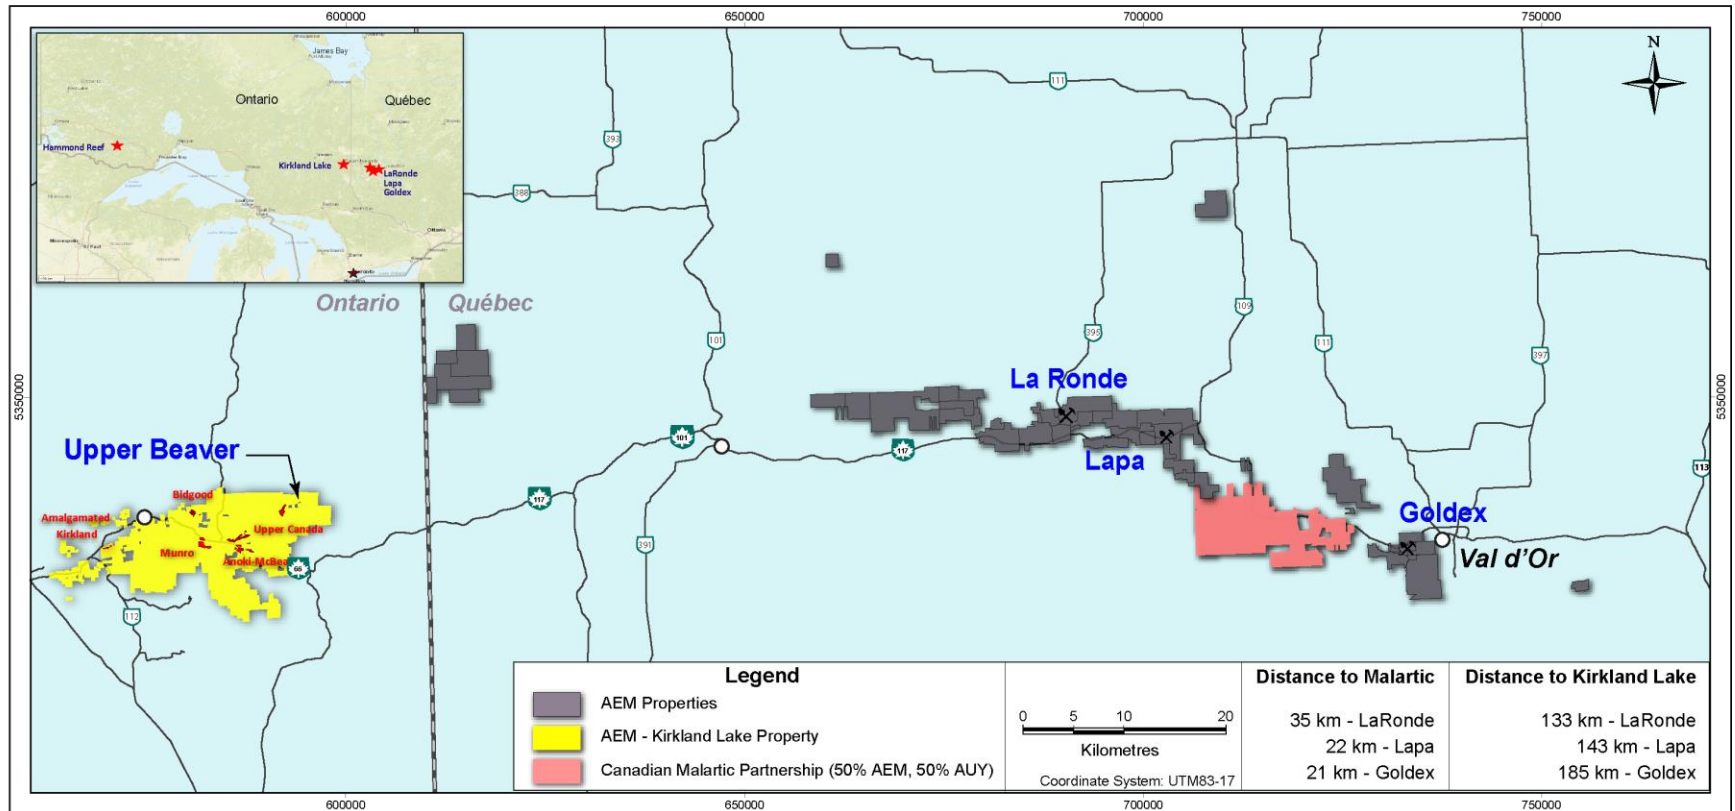 600000
650000
700000
750000
James Bay
Ontario
Québec
Hammond Reef
Kirkland Lake
LaRonde
Lapa
Goldex
N
111
393
388
Ontario
Québec
101
395
109
111
397
5350000
5350000
La Ronde
Upper Beaver
101
117
Lapa
113
Bidgood
117
Goldex
Amalgamated
Kirkland
Upper Canada
Munro
Anoki-McBea
66
391
Val d'Or
112
Legend
AEM Properties
AEM - Kirkland Lake Property
Canadian Malartic Partnership (50% AEM, 50% AUY)
0 5 10 20
Kilometres
Coordinate System: UTM83-17
Distance to Malartic
35 km - LaRonde
22 km - Lapa
21 km - Goldex
Distance to Kirkland Lake
133 km - LaRonde
143 km - Lapa
185 km - Goldex
600000
650000
700000
750000